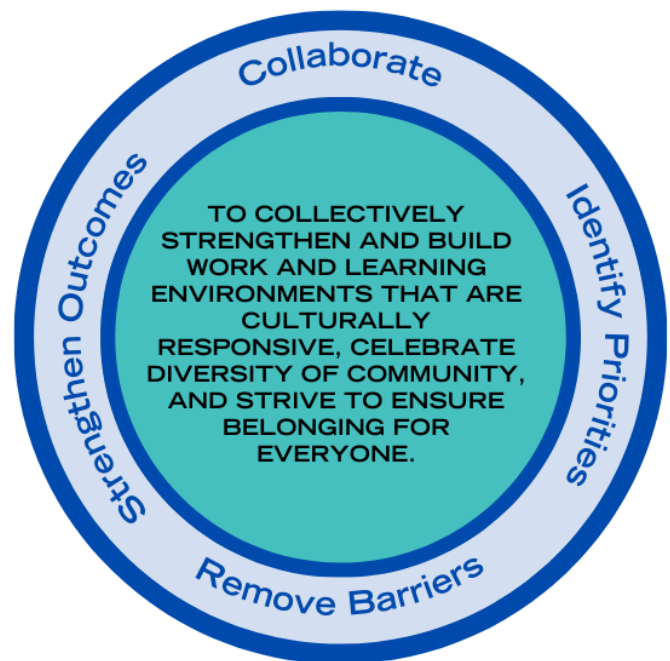 Collaborate
Identify Priorities
Remove Barriers
Strengthen Outcomes
TO COLLECTIVELY
STRENGTHEN AND BUILD
WORK AND LEARNING
ENVIRONMENTS THAT ARE
CULTURALLY
RESPONSIVE, CELEBRATE
DIVERSITY OF COMMUNITY,
AND STRIVE TO ENSURE
BELONGING FOR
EVERYONE.